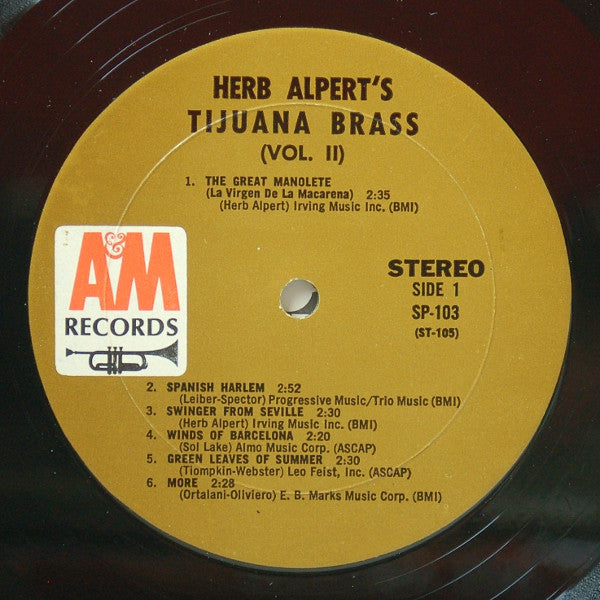 HERB ALPERT'S
TIJUANA BRASS
(VOL. II)
1. THE GREAT MANOLETE
(La Virgen De La Macarena) 2:35
(Herb Alpert) Irving Music Inc. (BMI)
A&M
RECORDS
STEREO
SIDE 1
SP-103
(ST-105)
2. SPANISH HARLEM 2:52
(Leiber-Spector) Progressive Music/Trio Music (BMI)
3. SWINGER FROM SEVILLE 2:30
(Herb Alpert) Irving Music Inc. (BMI)
4. WINDS OF BARCELONA 2:20
(Sol Lake) Almo Music Corp. (ASCAP)
5. GREEN LEAVES OF SUMMER 2:30
(Tiompkin-Webster) Leo Feist, Inc. (ASCAP)
6. MORE 2:28
(Ortalani-Oliviero) E. B. Marks Music Corp. (BMI)